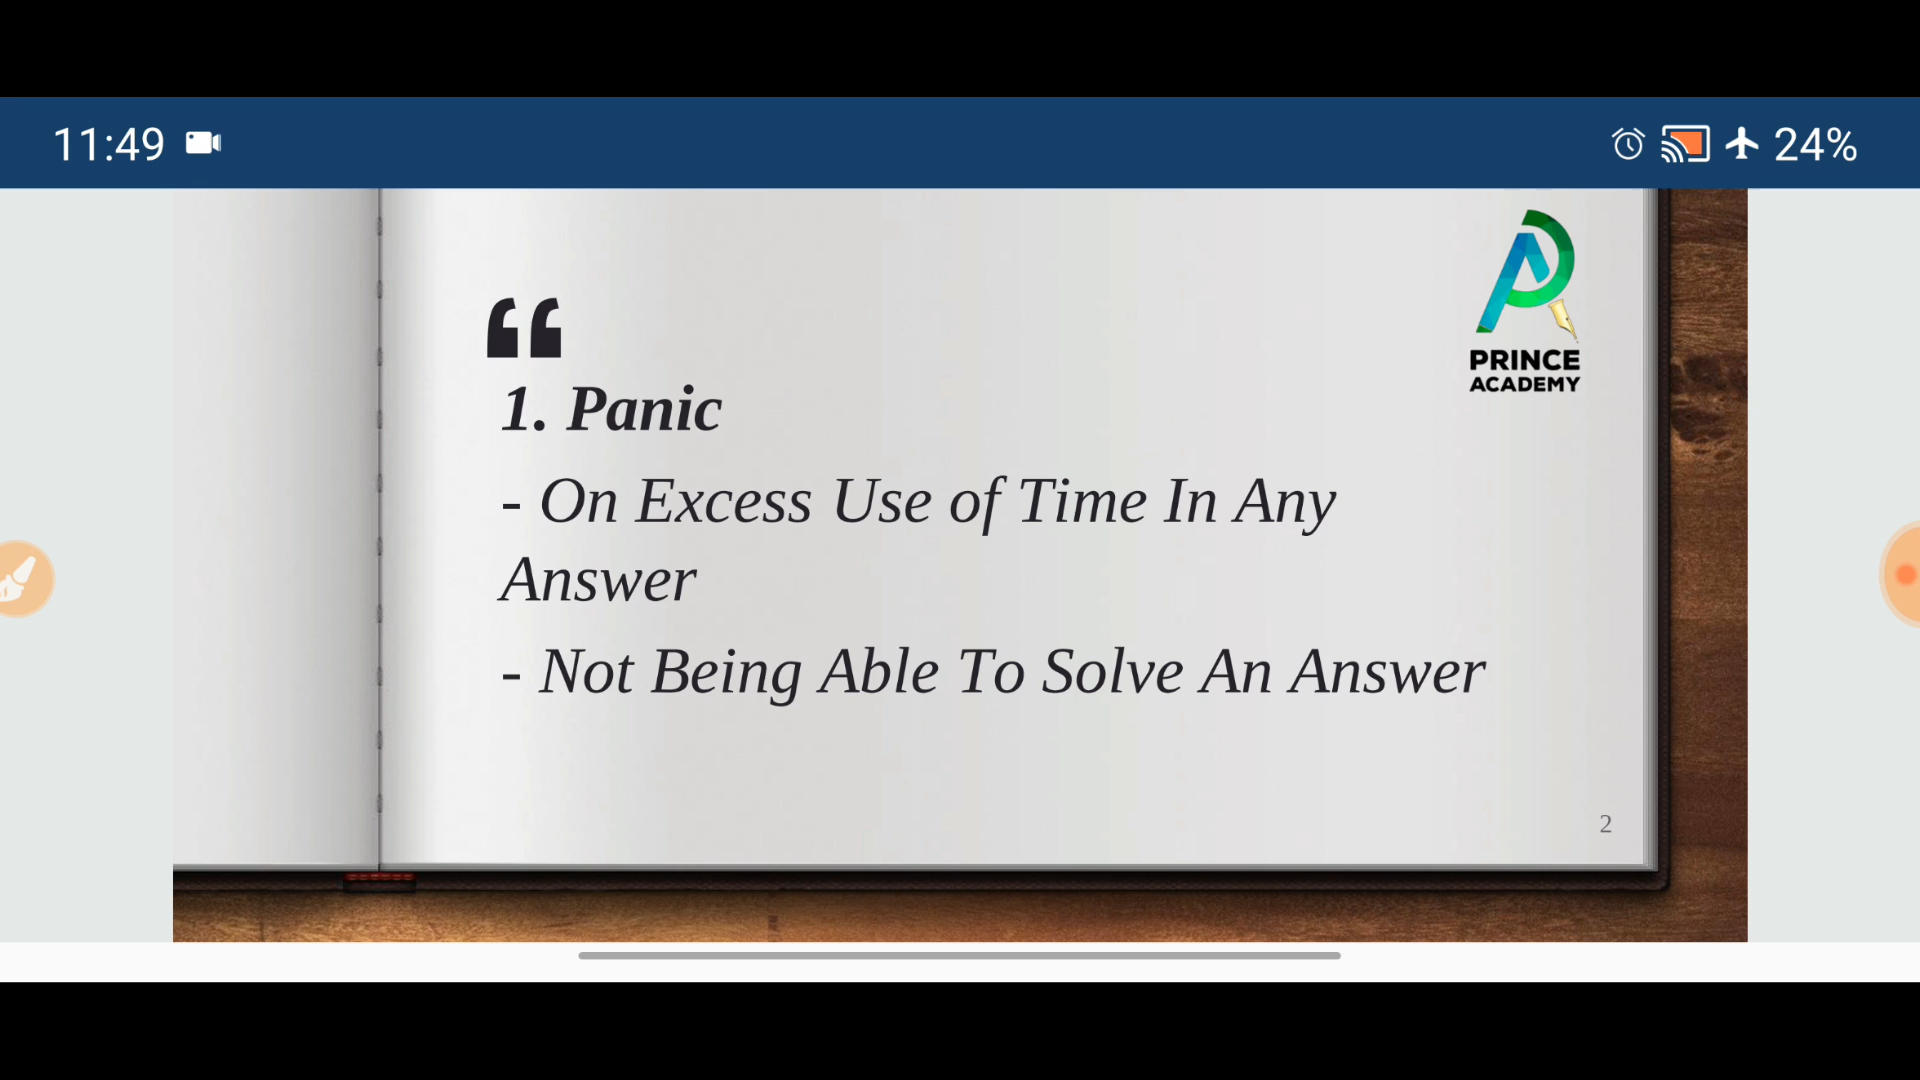 11:49 24%
PRINCE
ACADEMY
“
1. Panic
- On Excess Use of Time In Any
Answer
- Not Being Able To Solve An Answer
2